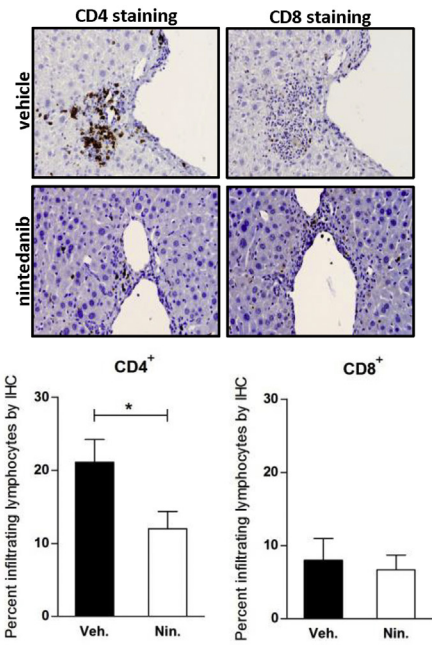 CD4 staining
CD8 staining
vehicle
nintedanib
CD4+
Percent infiltrating lymphocytes by IHC
30
20
10
0
*
Veh.
Nin.
CD8+
Percent infiltrating lymphocytes by IHC
30
20
10
0
Veh.
Nin.